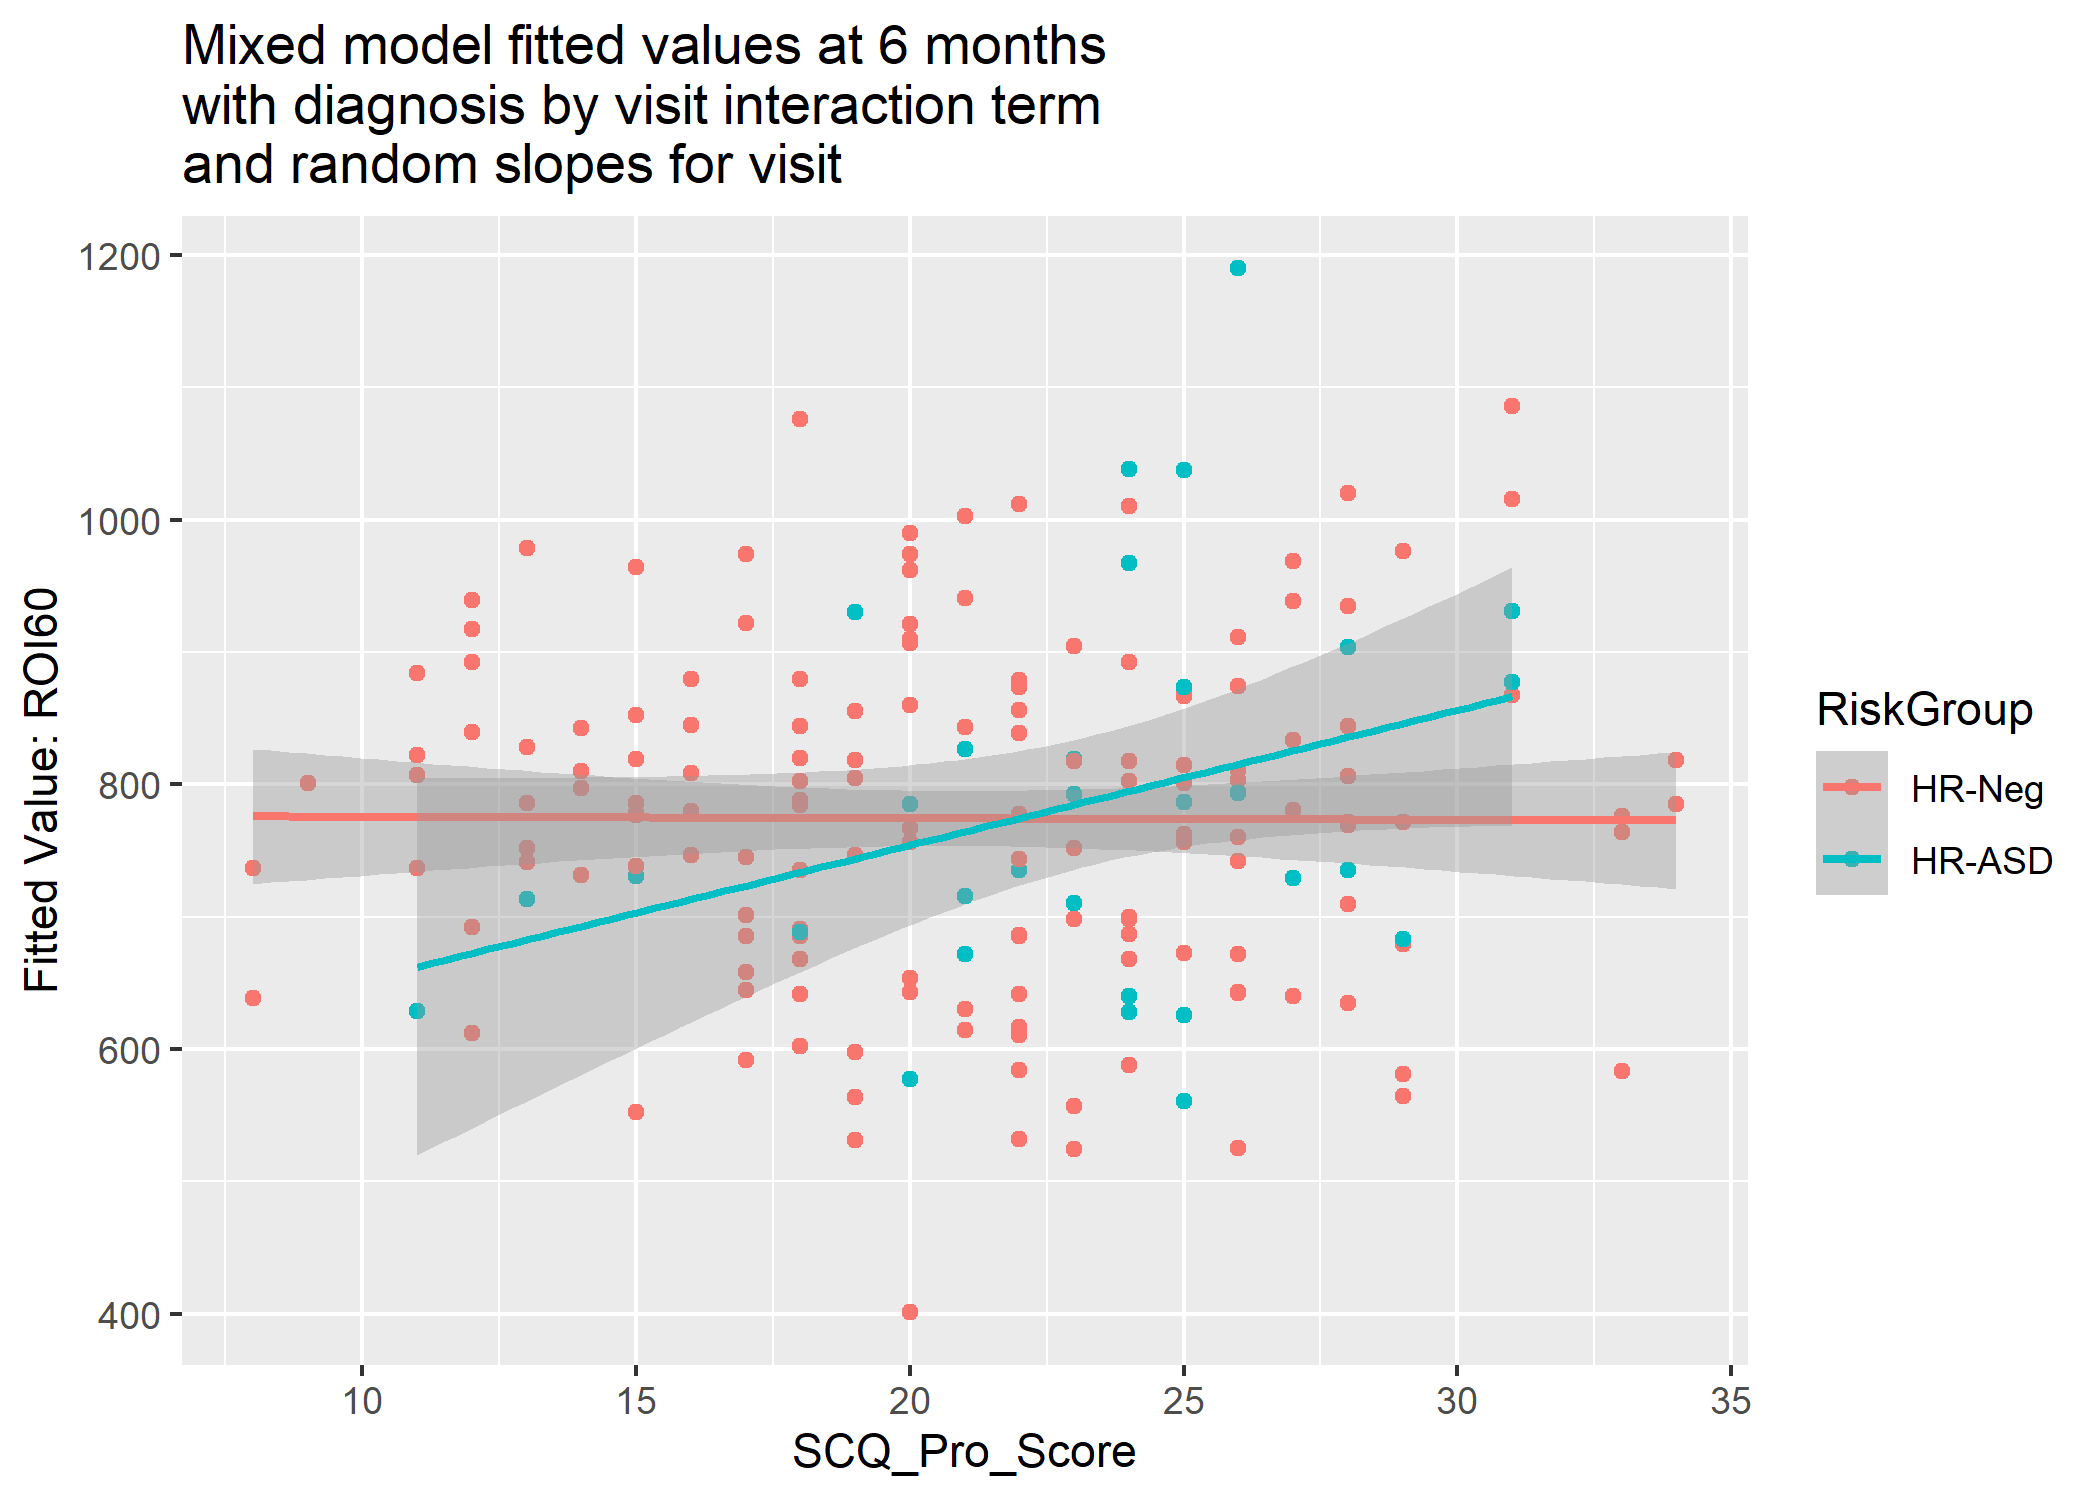 Mixed model fitted values at 6 months
with diagnosis by visit interaction term
and random slopes for visit
1200
1000
800
600
400
Fitted Value: ROI60
10 15 20 25 30 35
SCQ_Pro_Score
RiskGroup
HR-Neg
HR-ASD